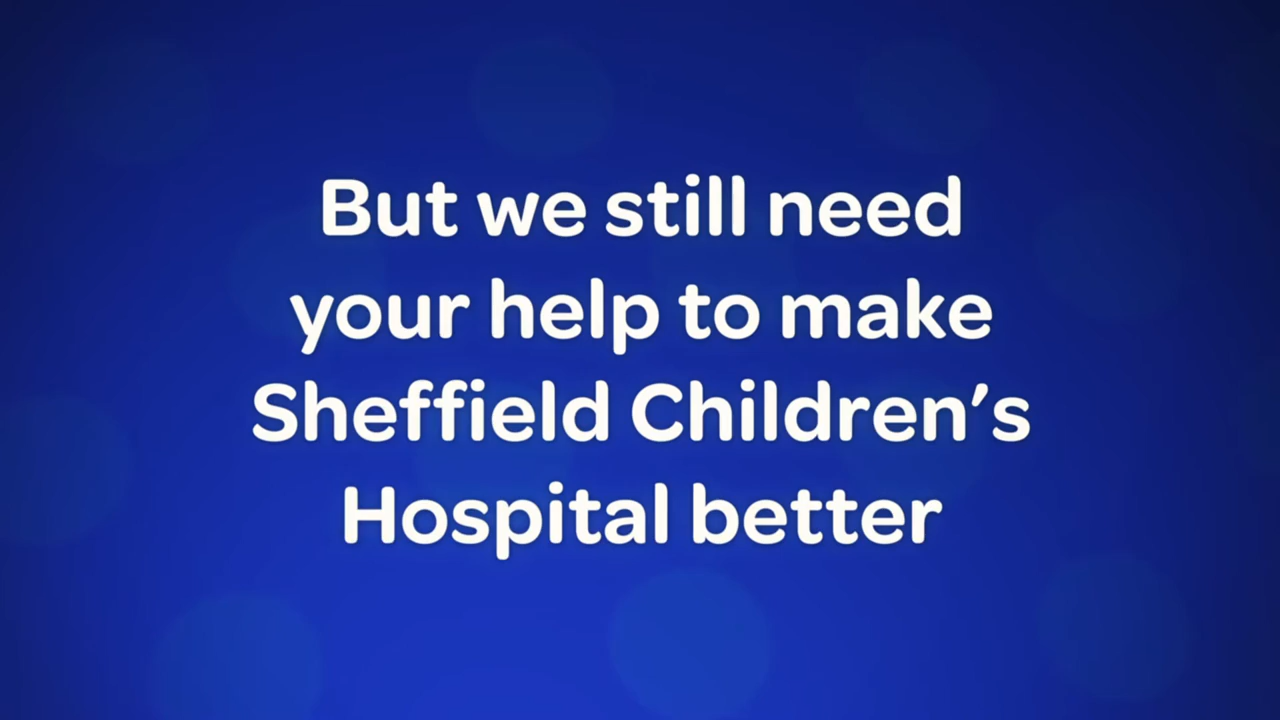 But we still need
your help to make
Sheffield Children’s
Hospital better